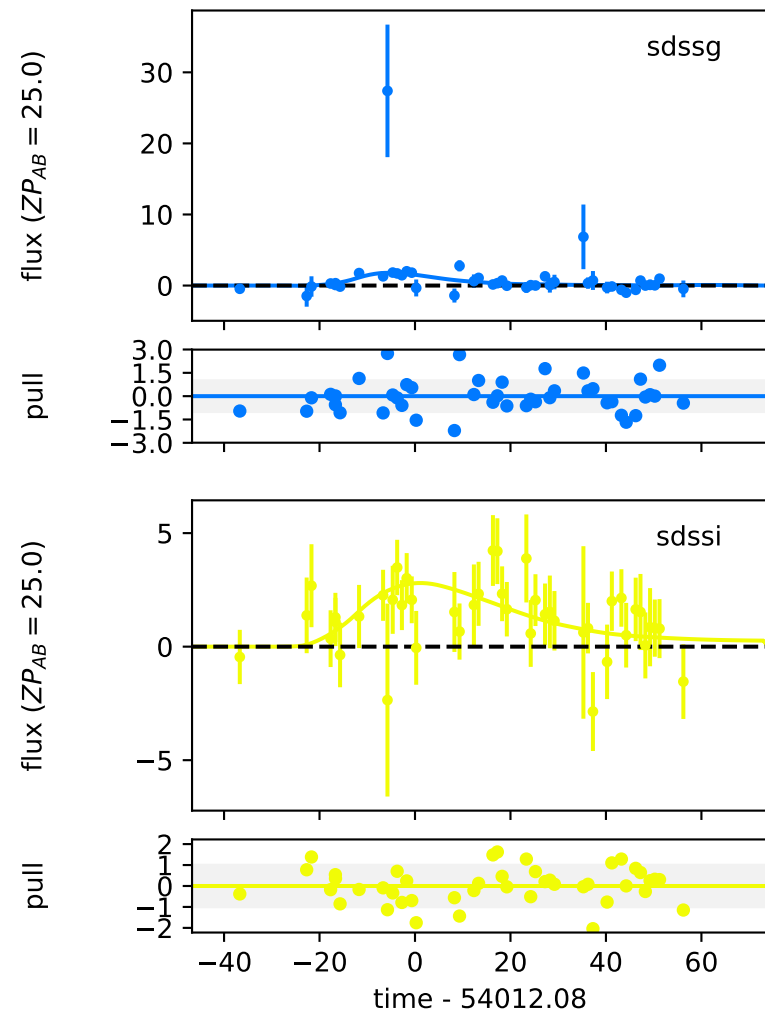 sdssg
flux (ZP_AB = 25.0)
30
20
10
0
pull
3.0
1.5
0.0
−1.5
−3.0
sdssi
flux (ZP_AB = 25.0)
5
0
−5
pull
2
1
0
−1
−2
−40 −20 0 20 40 60
time - 54012.08